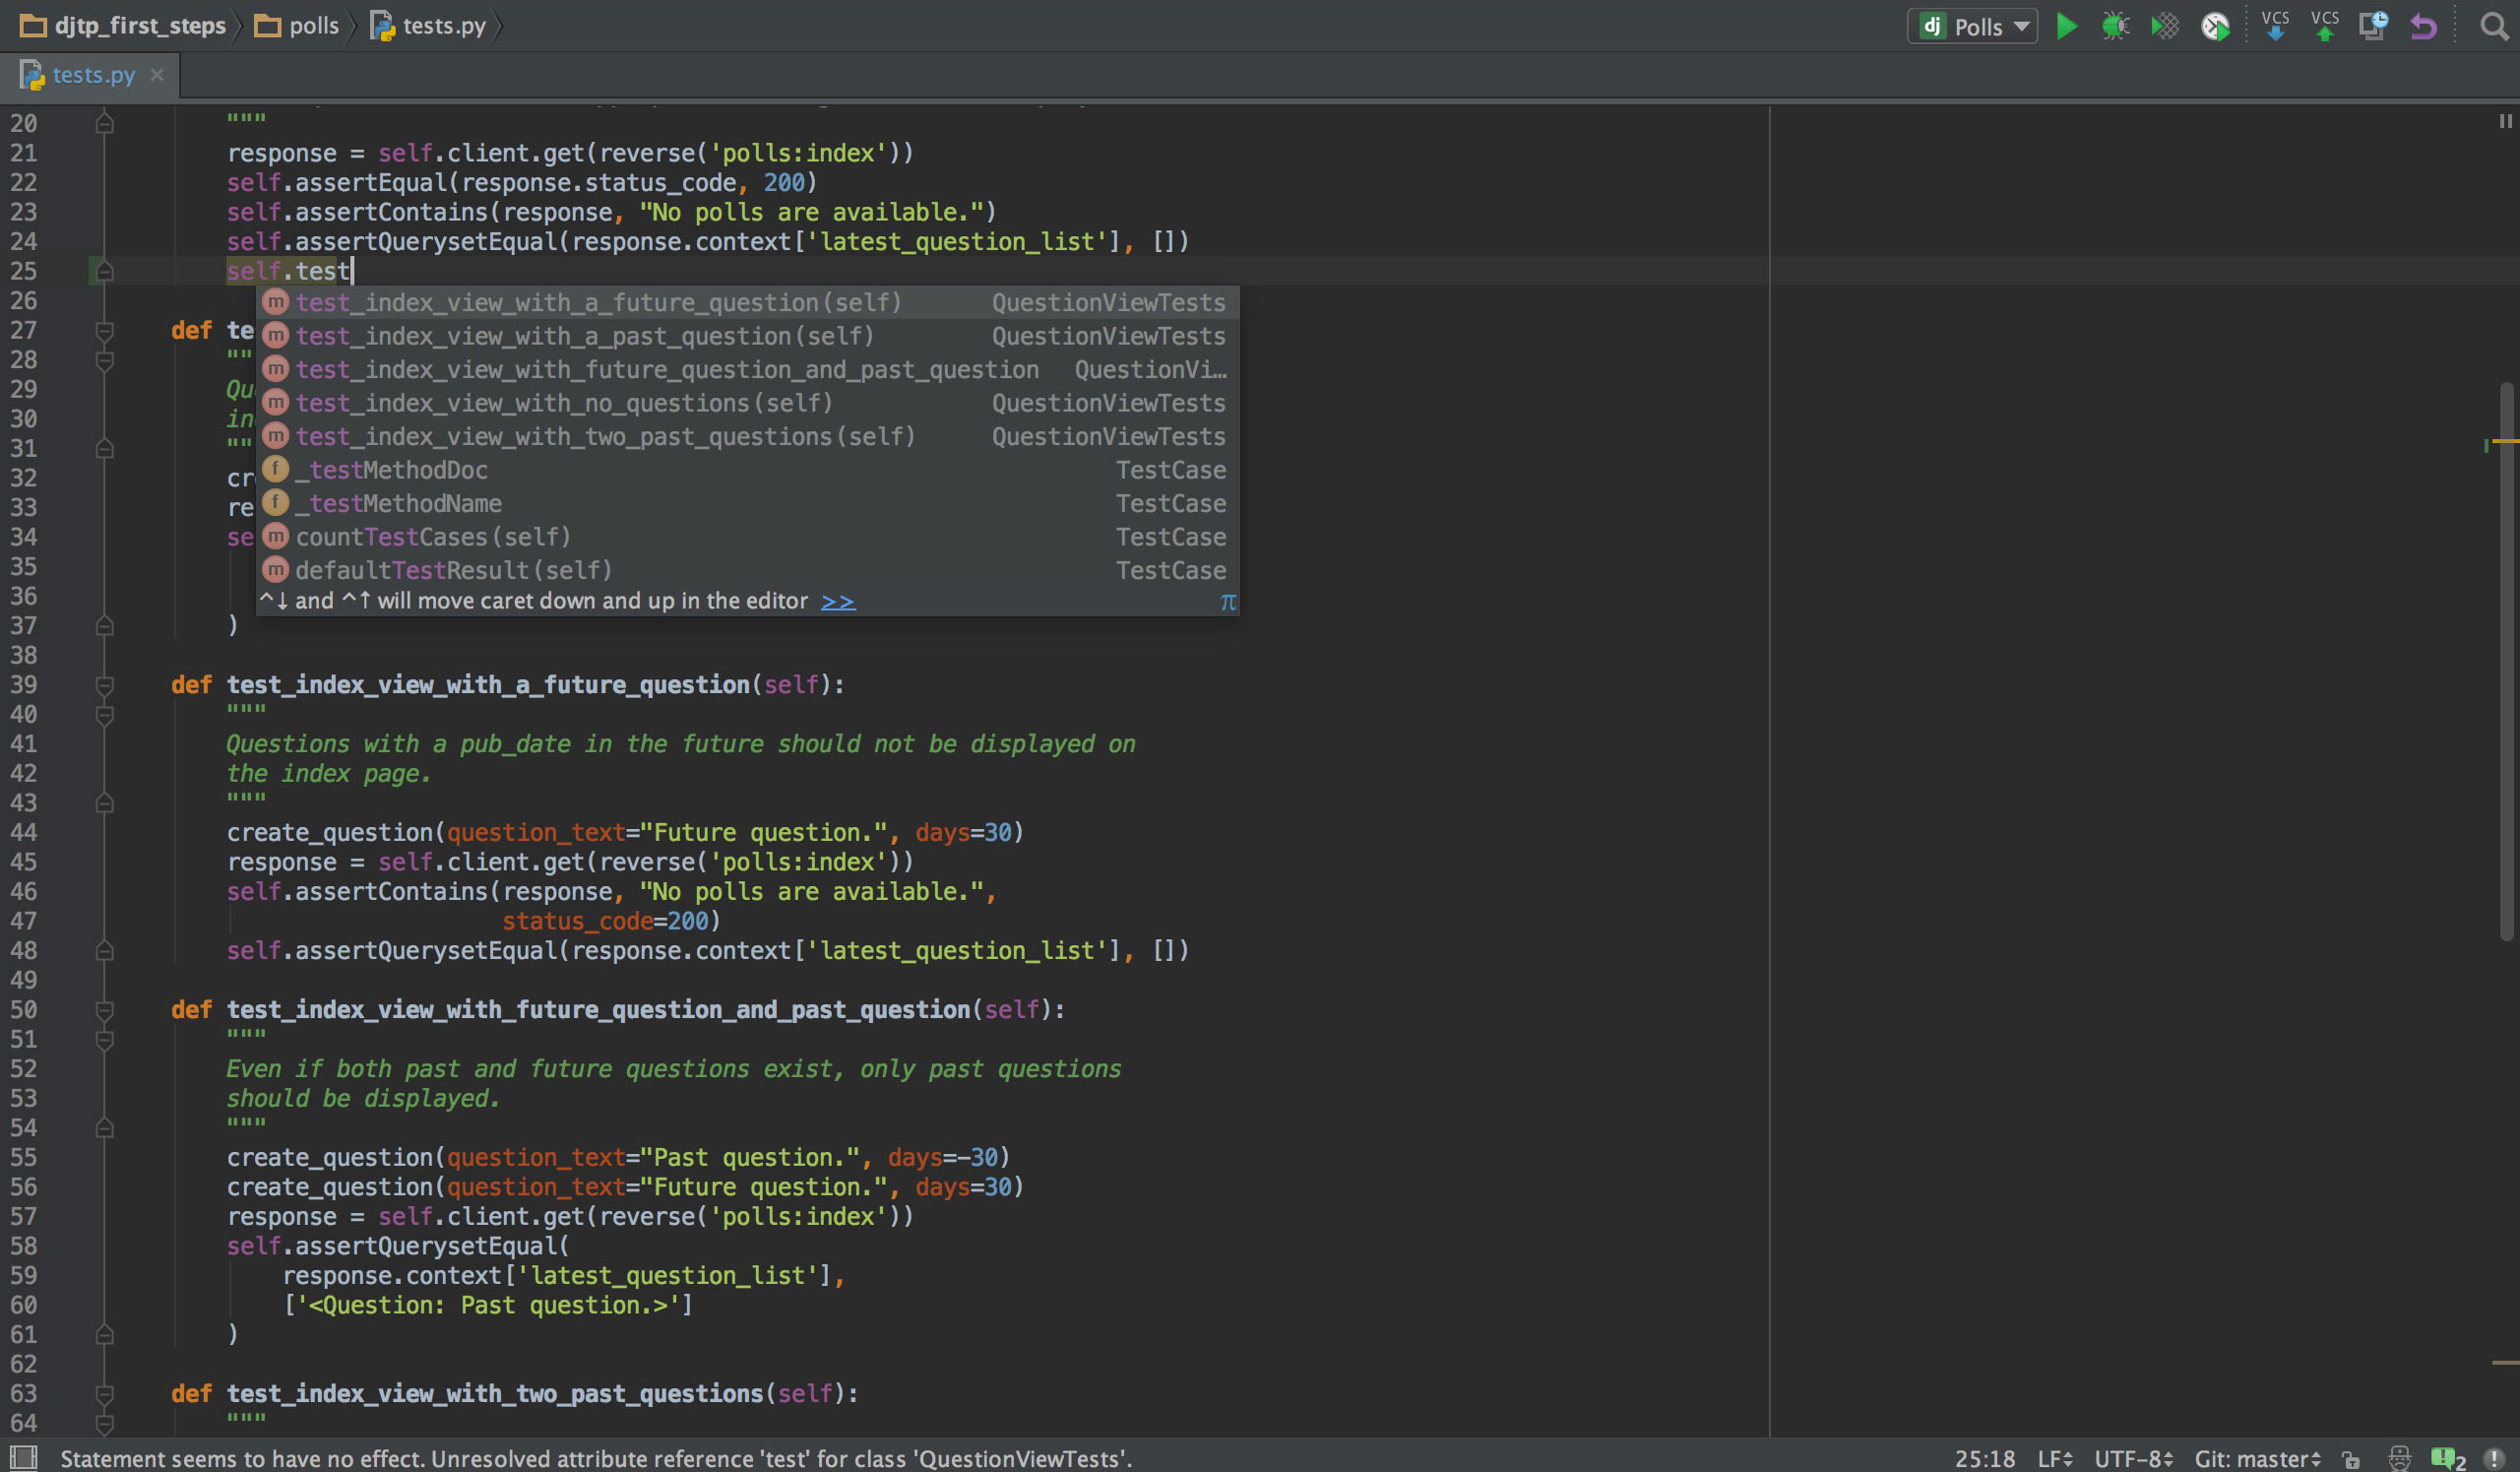 djtp_first_steps polls tests.py dj Polls VCS VCS
tests.py
20 """
21 response = self.client.get(reverse('polls:index'))
22 self.assertEqual(response.status_code, 200)
23 self.assertContains(response, "No polls are available.")
24 self.assertQuerysetEqual(response.context['latest_question_list'], [])
25 self.test
26 m test_index_view_with_a_future_question(self) QuestionViewTests
27 def te m test_index_view_with_a_past_question(self) QuestionViewTests
28 "" m test_index_view_with_future_question_and_past_question QuestionVi…
29 Qu m test_index_view_with_no_questions(self) QuestionViewTests
30 in m test_index_view_with_two_past_questions(self) QuestionViewTests
31 "" f _testMethodDoc TestCase
32 cr f _testMethodName TestCase
33 re m countTestCases(self) TestCase
34 se m defaultTestResult(self) TestCase
35
36 ^↓ and ^↑ will move caret down and up in the editor >> π
37 )
38
39 def test_index_view_with_a_future_question(self):
40 """
41 Questions with a pub_date in the future should not be displayed on
42 the index page.
43 """
44 create_question(question_text="Future question.", days=30)
45 response = self.client.get(reverse('polls:index'))
46 self.assertContains(response, "No polls are available.",
47 status_code=200)
48 self.assertQuerysetEqual(response.context['latest_question_list'], [])
49
50 def test_index_view_with_future_question_and_past_question(self):
51 """
52 Even if both past and future questions exist, only past questions
53 should be displayed.
54 """
55 create_question(question_text="Past question.", days=-30)
56 create_question(question_text="Future question.", days=30)
57 response = self.client.get(reverse('polls:index'))
58 self.assertQuerysetEqual(
59 response.context['latest_question_list'],
60 ['<Question: Past question.>']
61 )
62
63 def test_index_view_with_two_past_questions(self):
64 """
Statement seems to have no effect. Unresolved attribute reference 'test' for class 'QuestionViewTests'. 25:18 LF UTF-8 Git: master 2